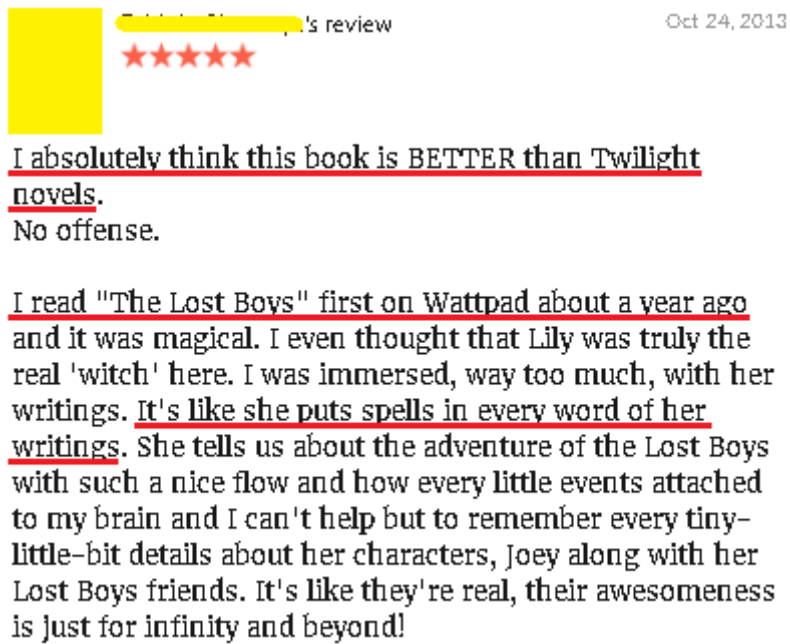 's review
Oct 24, 2013
I absolutely think this book is BETTER than Twilight
novels.
No offense.
I read "The Lost Boys" first on Wattpad about a year ago
and it was magical. I even thought that Lily was truly the
real 'witch' here. I was immersed, way too much, with her
writings. It's like she puts spells in every word of her
writings. She tells us about the adventure of the Lost Boys
with such a nice flow and how every little events attached
to my brain and I can't help but to remember every tiny-
little-bit details about her characters, Joey along with her
Lost Boys friends. It's like they're real, their awesomeness
is just for infinity and beyond!